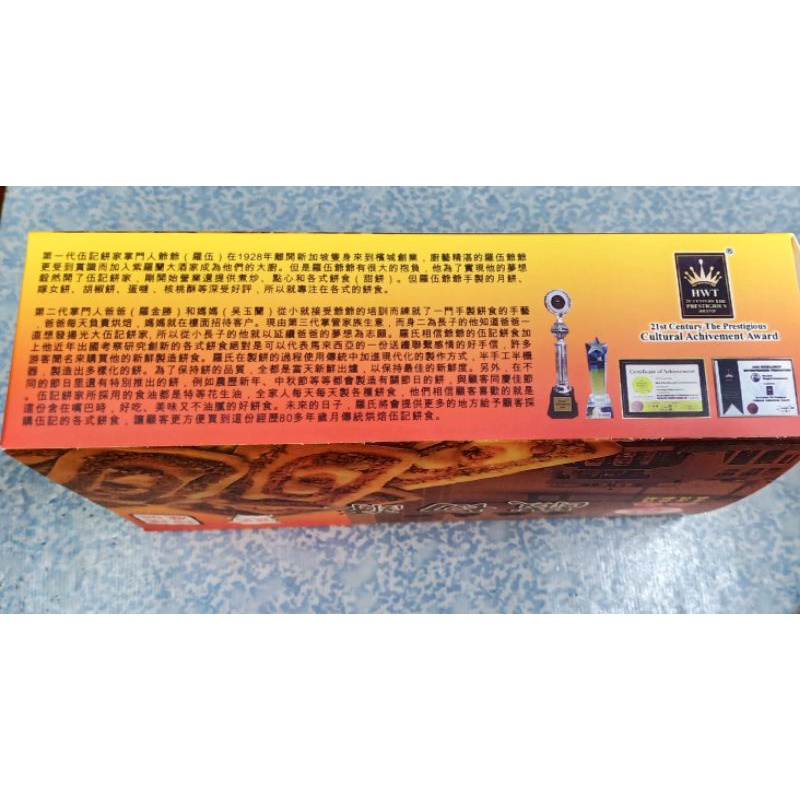 第一代伍記餅家掌門人爺爺（羅伍）在1928年離開新加坡隻身來到檳城創業，廚藝精湛的羅伍爺爺
更受到賞識而加入紫羅蘭大酒家成為他們的大廚。但是羅伍爺爺有很大的抱負，他為了實現他的夢想
毅然開了伍記餅家，剛開始營業還提供煮炒、點心和各式餅食（甜餅）。但羅伍爺爺手製的月餅、
嫁女餅、胡椒餅、蛋噠、核桃酥等深受好評，所以就專注在各式的餅食。
第二代掌門人爸爸（羅金勝）和媽媽（吳玉蘭）從小就接受爺爺的培訓而練就了一門手製餅食的手藝
，爸爸每天負責烘焙，媽媽就在樓面招待客户。現由第三代掌管家族生意，而身二為長子的他知道爸爸一
直想發揚光大伍記餅家，所以從小長子的他就以延續爸爸的夢想為志願。羅氏相信爺爺的伍記餅食加
上他近年出國考察研究創新的各式餅食絕對是可以代表馬來西亞的一份送禮聯繫感情的好手信，許多
游客聞名來購買他的新鮮製造餅食。羅氏在製餅的過程使用傳統中加進現代化的製作方式，半手工半機
器，製造出多樣化的餅。為了保持餅的品質，全都是當天新鮮出爐，以保持最佳的新鮮度。另外，在不
同的節日里還有特別推出的餅，例如農歷新年、中秋節等等都會製造有關節日的餅，與顧客同慶佳節
。伍記餅家所採用的食油都是特等花生油，全家人每天每天製各種餅食，他們相信顧客喜歡的就是
這份含在嘴巴時，好吃、美味又不油膩的好餅食。未來的日子，羅氏將會提供更多的地方給予顧客採
購伍記的各式餅食，讓顧客更方便買到這份經歷80多年歲月傳統烘焙伍記餅食。
HWT
21 CENTURY THE
PRESTIGIOUS
BRAND
®
21st Century The Prestigious
Cultural Achivement Award
Certificate of Achievement